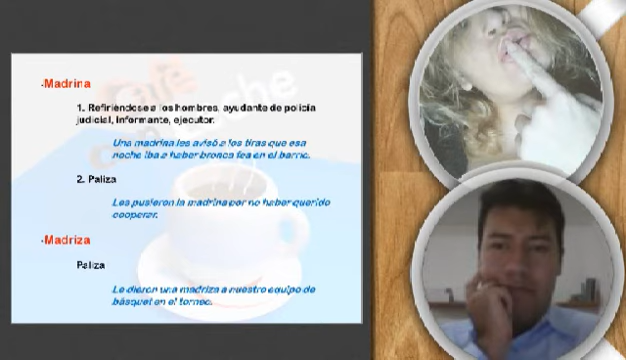 -Madrina
1. Refiriéndose a los hombres, ayudante de policía
judicial, informante, ejecutor.
Una madrina les avisó a los tiras que esa
noche iba a haber bronca fea en el barrio.
2. Paliza
Les pusieron la madrina por no haber querido
cooperar.
-Madriza
Paliza
Le dieron una madriza a nuestro equipo de
básquet en el torneo.